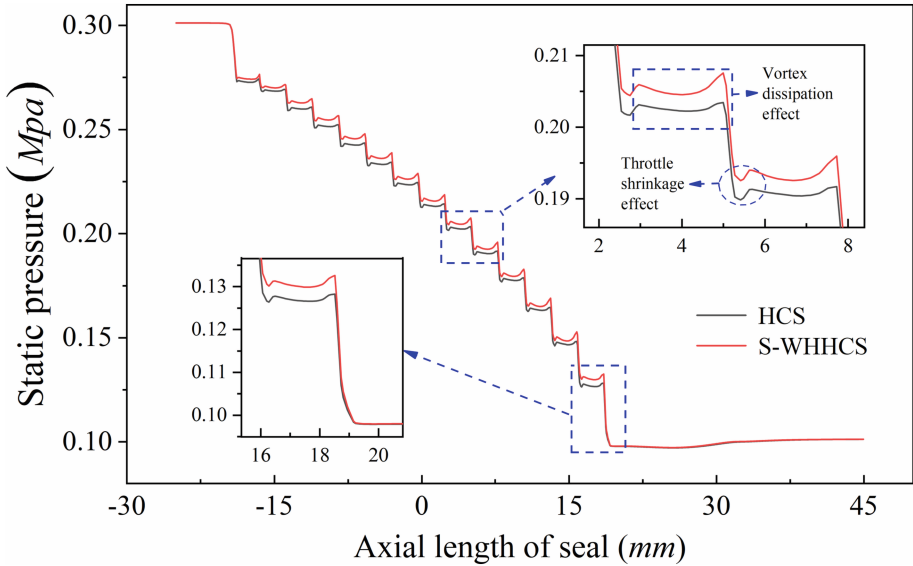 Static pressure (Mpa)
0.30
0.25
0.20
0.15
0.10
-30
-15
0
15
30
45
Axial length of seal (mm)
0.21
0.20
0.19
2
4
6
8
Vortex
dissipation
effect
Throttle
shrinkage
effect
0.13
0.12
0.11
0.10
16
18
20
HCS
S-WHHCS